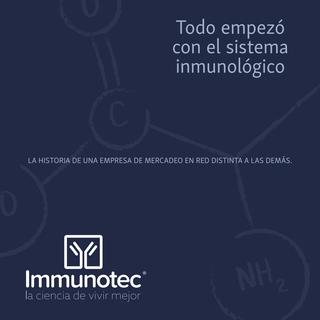 Todo empezó
con el sistema
inmunológico
LA HISTORIA DE UNA EMPRESA DE MERCADEO EN RED DISTINTA A LAS DEMÁS.
C
Immunotec®
la ciencia de vivir mejor
NH₂